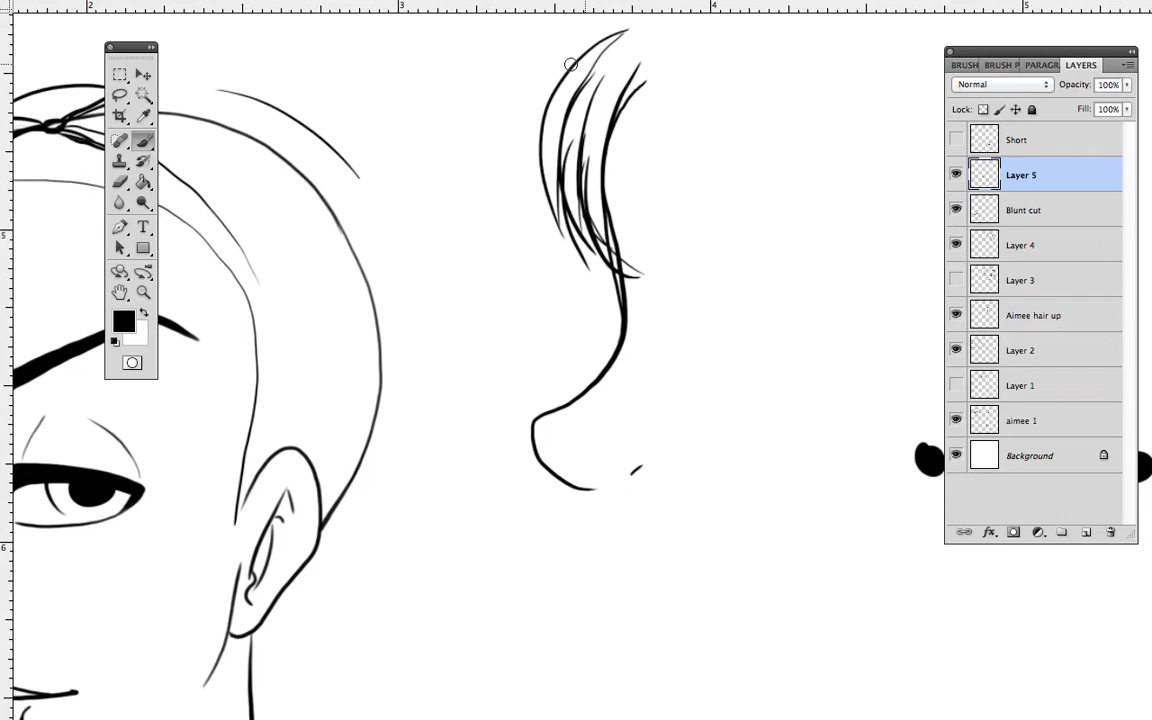 2 3 4 5
5
6
BRUSH BRUSH P PARAGR LAYERS
Normal Opacity: 100%
Lock: Fill: 100%
Short
Layer 5
Blunt cut
Layer 4
Layer 3
Aimee hair up
Layer 2
Layer 1
aimee 1
Background
fx